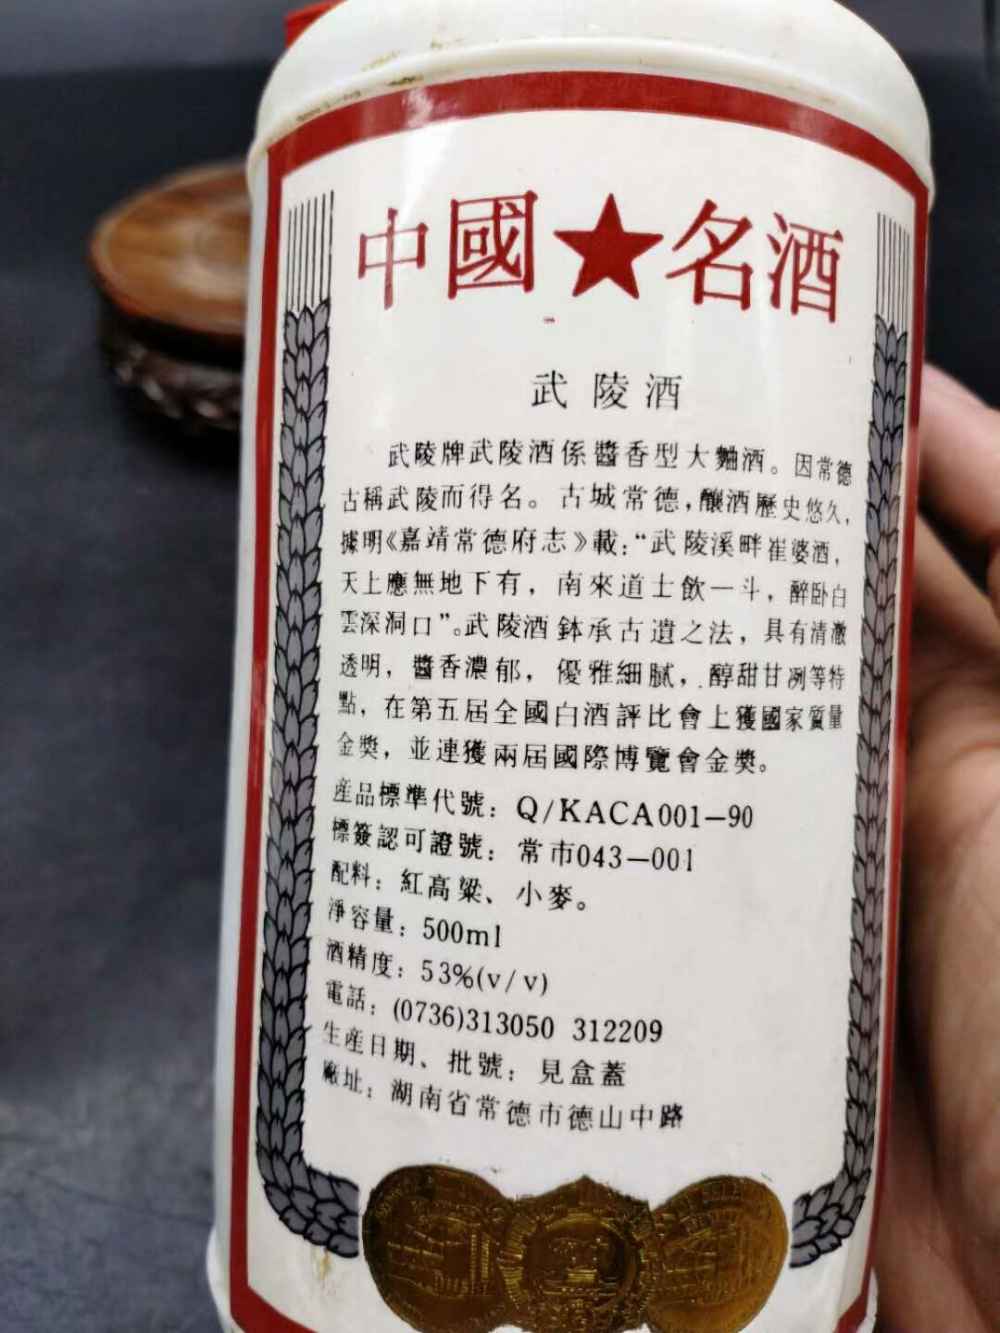 中國★名酒
武陵酒
武陵牌武陵酒係醬香型大麯酒。因常德
古稱武陵而得名。古城常德，釀酒歷史悠久，
據明《嘉靖常德府志》載：“武陵溪畔崔婆酒，
天上應無地下有，南來道士飲一斗，醉卧白
雲深洞口”。武陵酒鉢承古遺之法，具有清澈
透明，醬香濃郁，優雅細膩，醇甜甘冽等特
點，在第五屆全國白酒評比會上獲國家質量
金獎，並連獲兩屆國際博覽會金獎。
産品標準代號：Q/KACA001—90
標簽認可證號：常市043—001
配料：紅高粱、小麥。
淨容量：500ml
酒精度：53%(v/v)
電話：(0736)313050 312209
生産日期、批號：見盒蓋
廠址：湖南省常德市德山中路